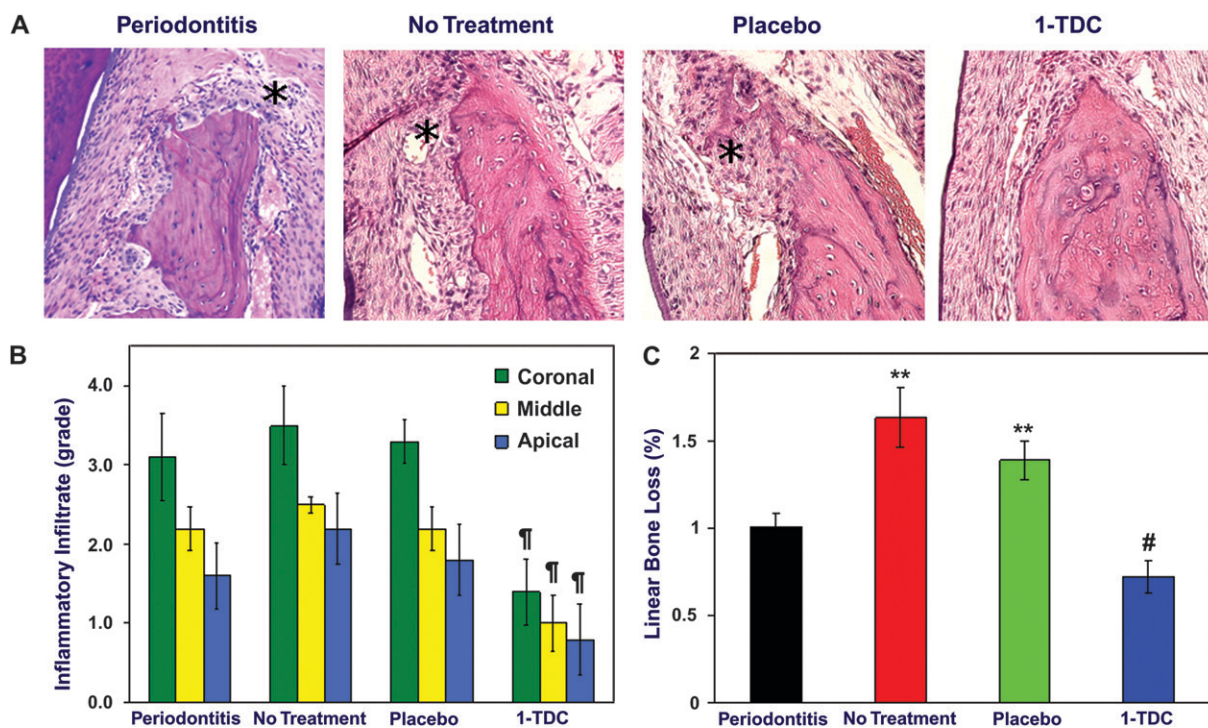 A
Periodontitis
No Treatment
Placebo
1-TDC
*
*
*
B
Inflammatory Infiltrate (grade)
4.0
3.0
2.0
1.0
0.0
Coronal
Middle
Apical
¶
¶
¶
Periodontitis
No Treatment
Placebo
1-TDC
C
Linear Bone Loss (%)
2
1.5
1
0.5
0
**
**
#
Periodontitis
No Treatment
Placebo
1-TDC